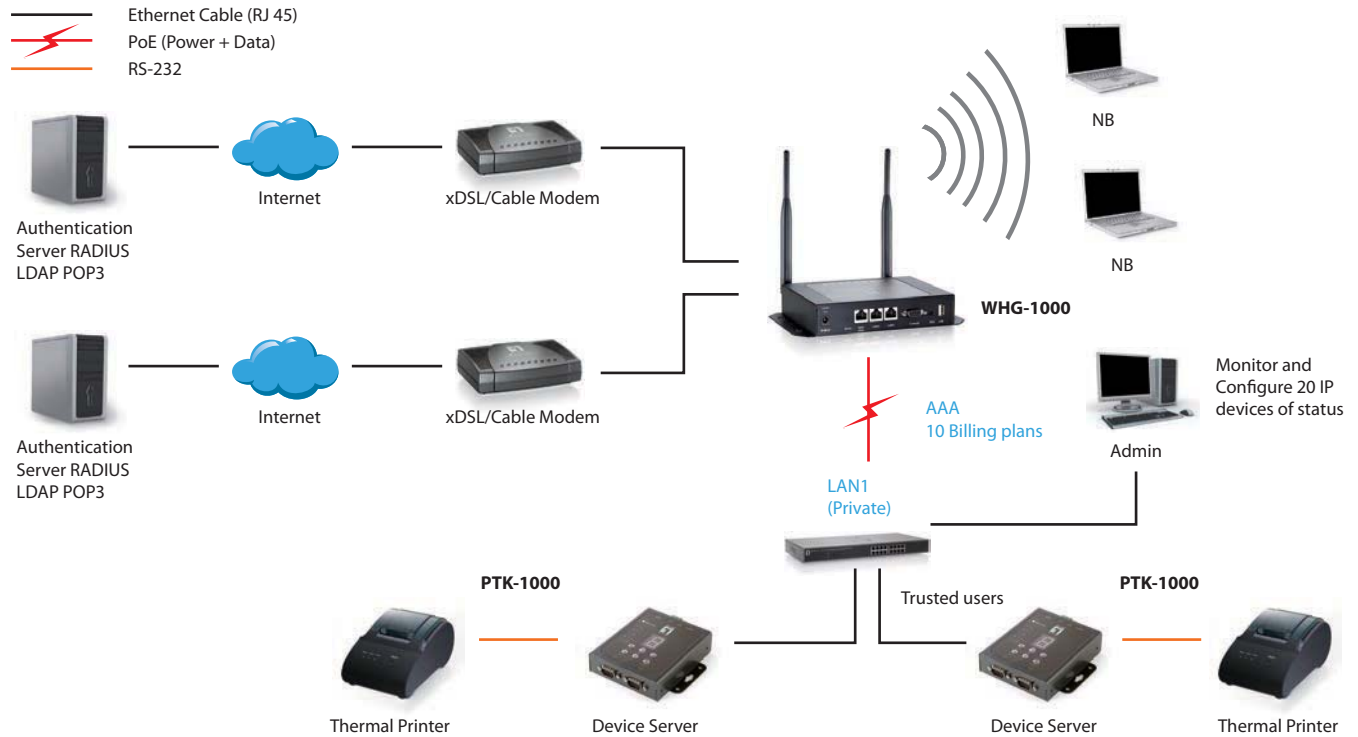 Ethernet Cable (RJ 45)
PoE (Power + Data)
RS-232
NB
Internet
xDSL/Cable Modem
Authentication
Server RADIUS
LDAP POP3
NB
WHG-1000
Monitor and
Configure 20 IP
devices of status
AAA
10 Billing plans
Internet
xDSL/Cable Modem
Admin
Authentication
Server RADIUS
LDAP POP3
LAN1
(Private)
PTK-1000
Trusted users
PTK-1000
Thermal Printer
Device Server
Device Server
Thermal Printer